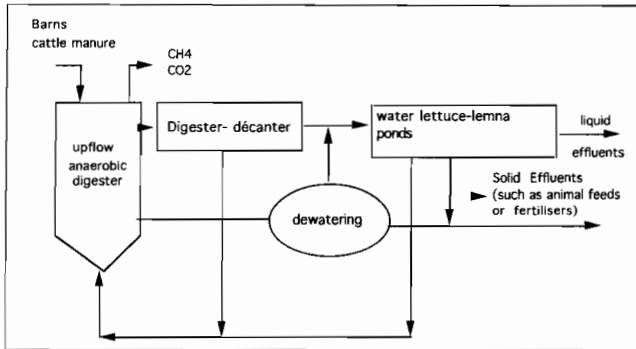 Barns
cattle manure
CH4
CO2
upflow
anaerobic
digester
Digester- décanter
water lettuce-lemna
ponds
liquid
effluents
Solid Effluents
(such as animal feeds
or fertilisers)
dewatering